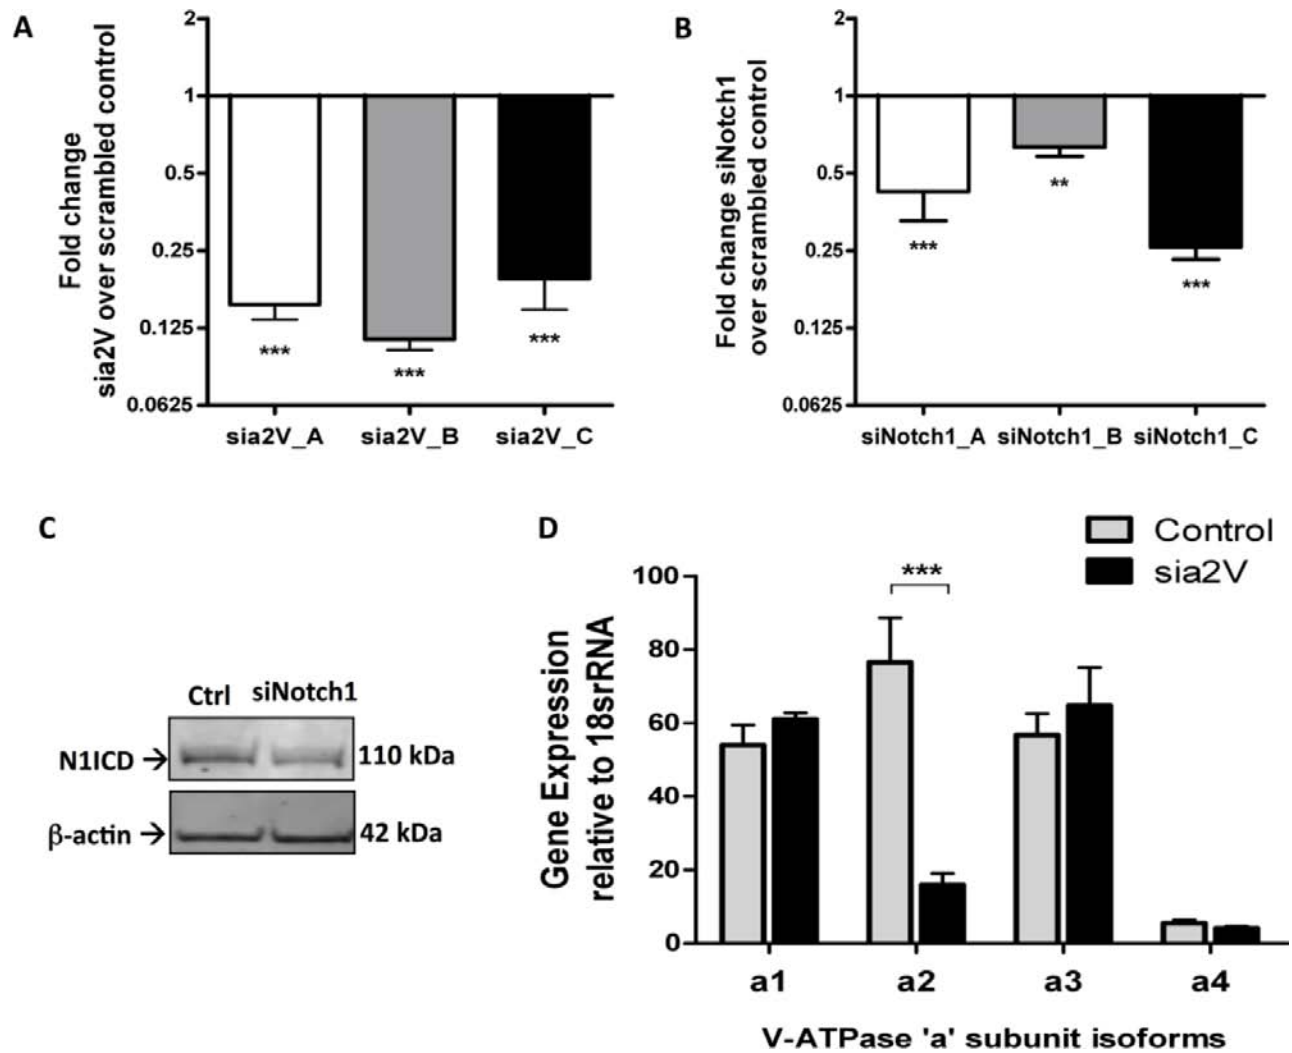 A
Fold change
sia2V over scrambled control
2
1
0.5
0.25
0.125
0.0625
***
***
***
sia2V_A
sia2V_B
sia2V_C
B
Fold change siNotch1
over scrambled control
2
1
0.5
0.25
0.125
0.0625
***
**
***
siNotch1_A
siNotch1_B
siNotch1_C
C
Ctrl
siNotch1
N1ICD →
110 kDa
β-actin →
42 kDa
D
Control
sia2V
Gene Expression
relative to 18srRNA
100
80
60
40
20
0
***
a1
a2
a3
a4
V-ATPase 'a' subunit isoforms